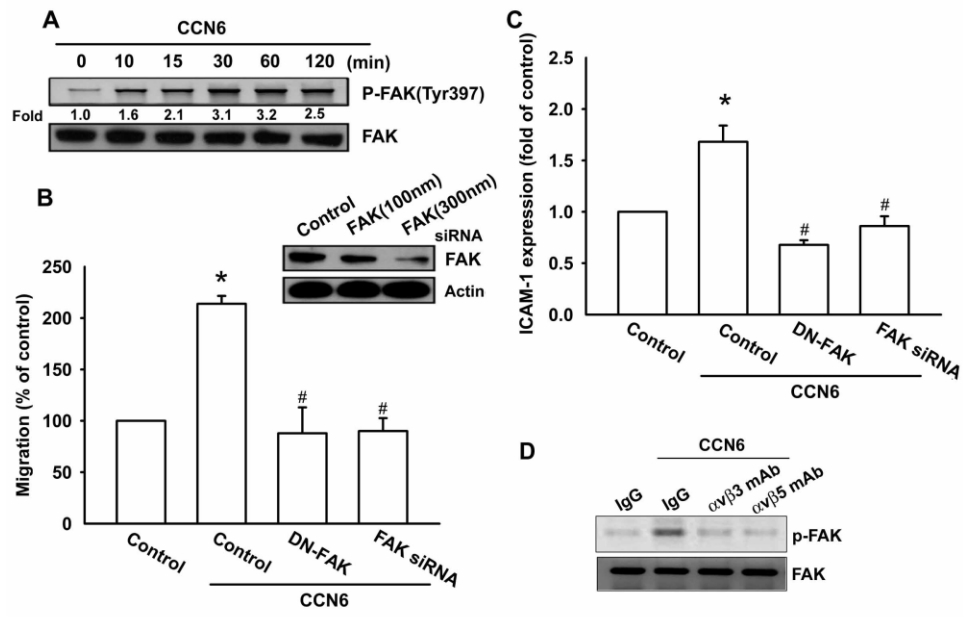 A
CCN6
0 10 15 30 60 120 (min)
P-FAK(Tyr397)
Fold 1.0 1.6 2.1 3.1 3.2 2.5
FAK
B
Control FAK(100nm) FAK(300nm)
siRNA
FAK
Actin
Migration (% of control)
250
200
150
100
50
0
*
#
#
Control Control DN-FAK FAK siRNA
CCN6
C
ICAM-1 expression (fold of control)
2.5
2.0
1.5
1.0
0.5
0.0
*
#
#
Control Control DN-FAK FAK siRNA
CCN6
D
CCN6
IgG IgG αvβ3 mAb αvβ5 mAb
p-FAK
FAK